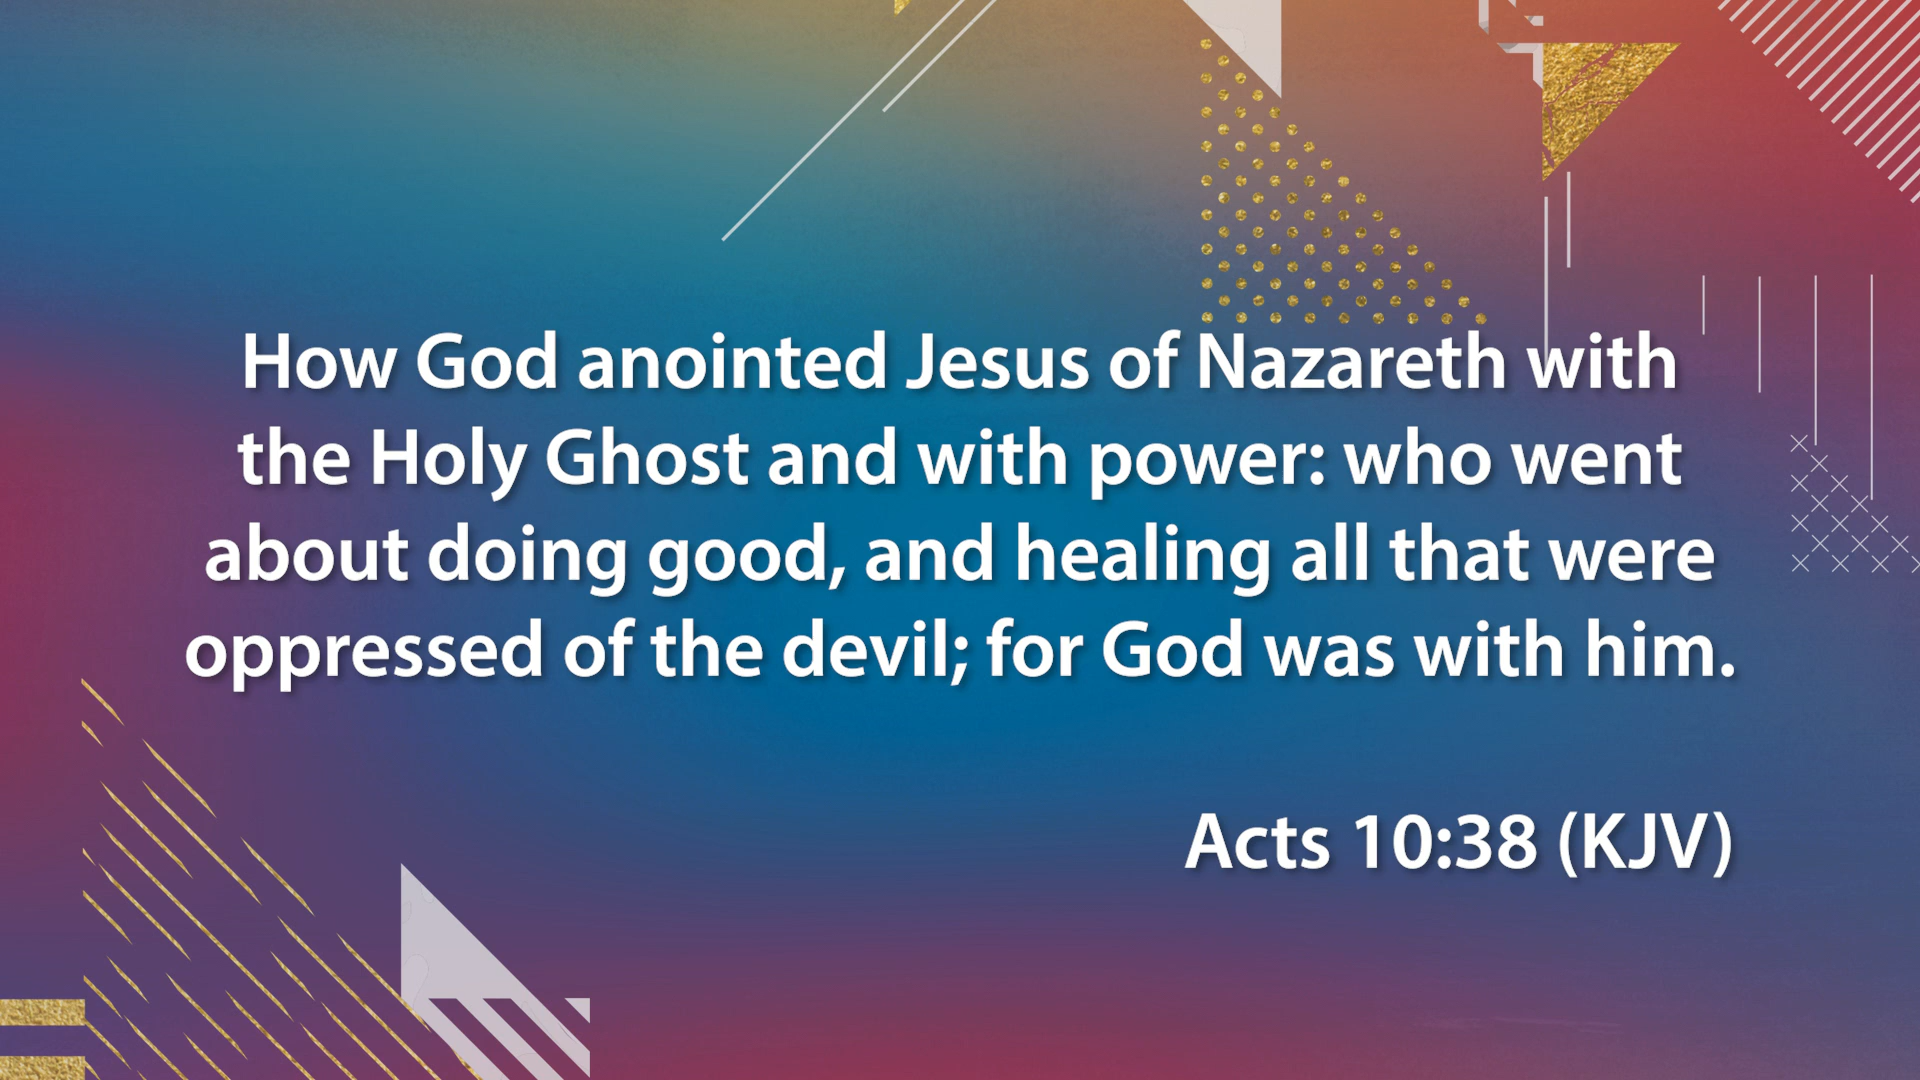 How God anointed Jesus of Nazareth with
the Holy Ghost and with power: who went
about doing good, and healing all that were
oppressed of the devil; for God was with him.
Acts 10:38 (KJV)